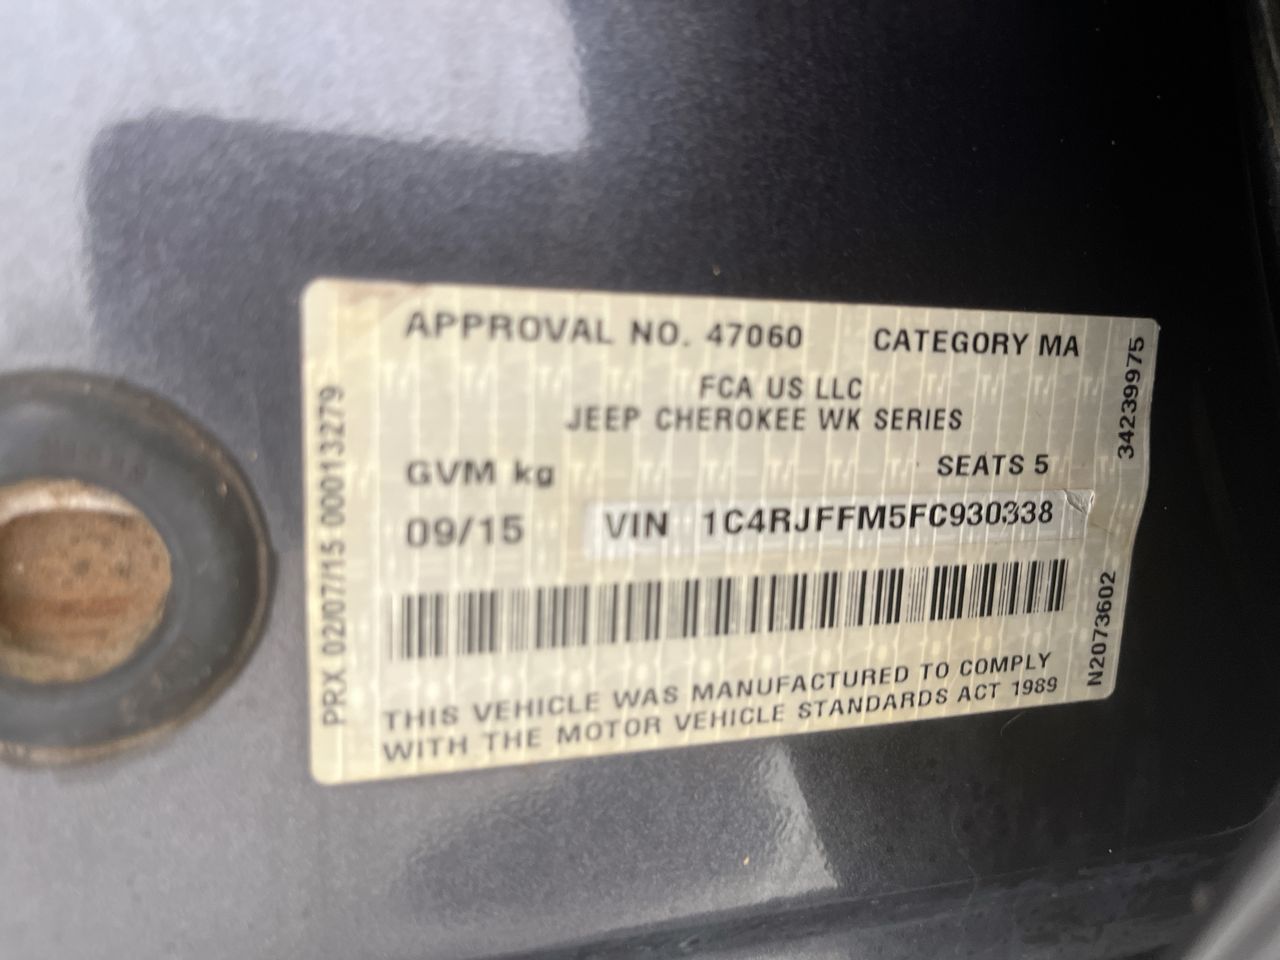 APPROVAL NO. 47060 CATEGORY MA
FCA US LLC
JEEP CHEROKEE WK SERIES
GVM kg SEATS 5
09/15 VIN 1C4RJFFM5FC930338
THIS VEHICLE WAS MANUFACTURED TO COMPLY
WITH THE MOTOR VEHICLE STANDARDS ACT 1989
PRX 02/07/15 00013279
34239975
N2073602